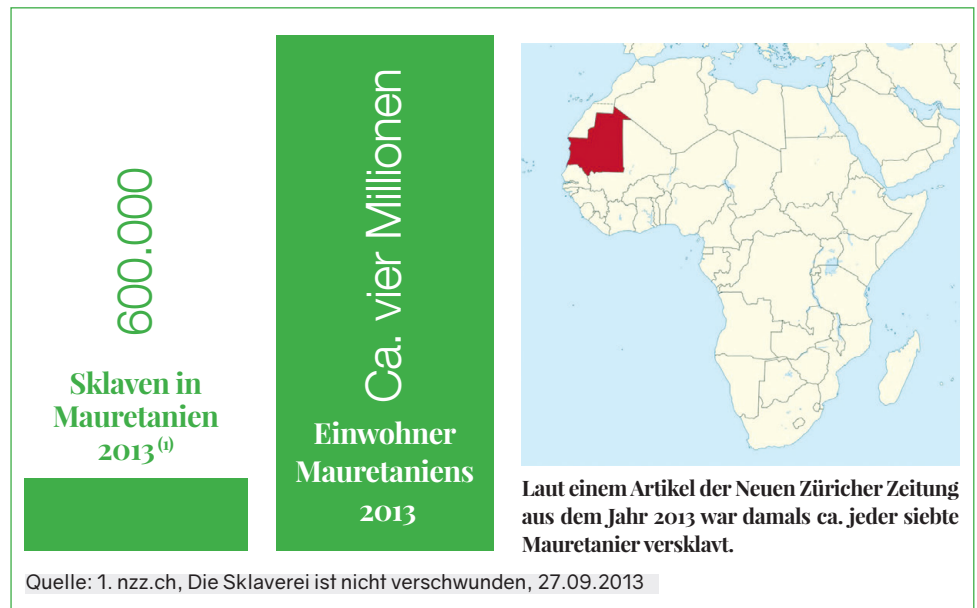 600.000
Sklaven in
Mauretanien
2013(1)
Ca. vier Millionen
Einwohner
Mauretaniens
2013
Laut einem Artikel der Neuen Züricher Zeitung
aus dem Jahr 2013 war damals ca. jeder siebte
Mauretanier versklavt.
Quelle: 1. nzz.ch, Die Sklaverei ist nicht verschwunden, 27.09.2013